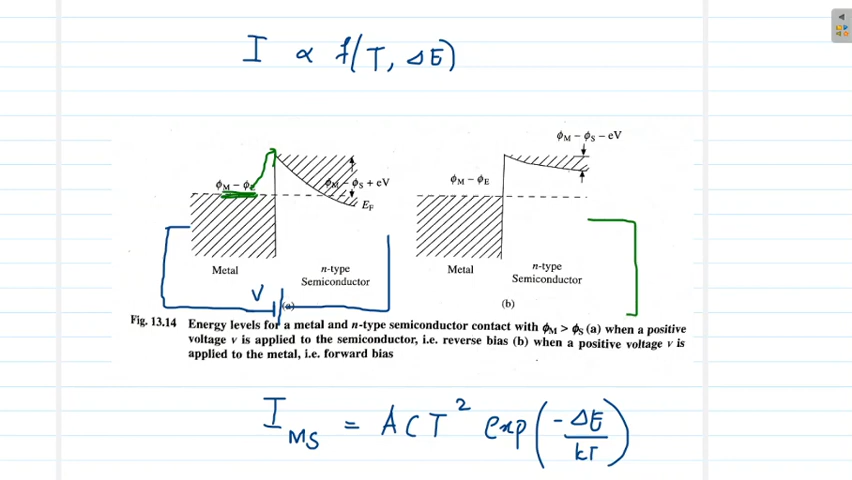 I ∝ f(T, ΔE)
ϕM − ϕS − eV
ϕM − ϕE
ϕS + eV
ϕM − ϕE
EF
Metal
n-type
Semiconductor
Metal
n-type
Semiconductor
V
(a)
(b)
Fig. 13.14 Energy levels for a metal and n-type semiconductor contact with ϕM > ϕS (a) when a positive
voltage v is applied to the semiconductor, i.e. reverse bias (b) when a positive voltage v is
applied to the metal, i.e. forward bias
I MS = ACT² exp(−ΔE/kT)